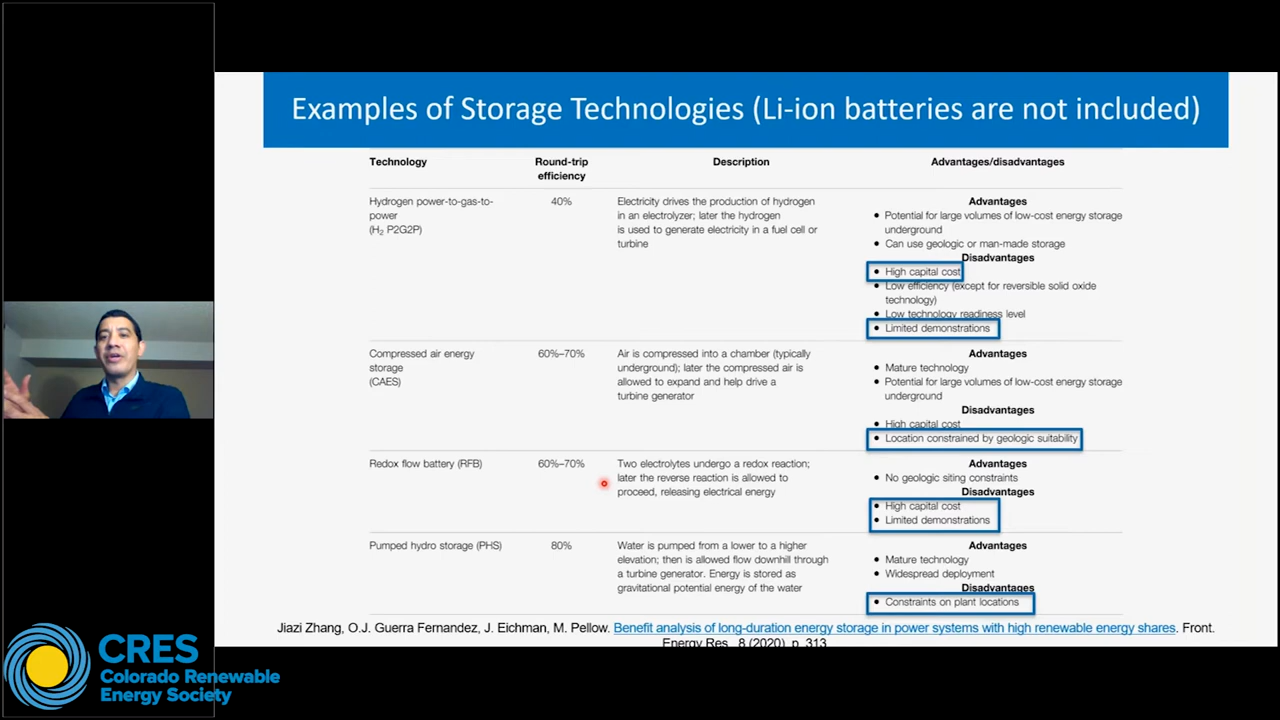 Examples of Storage Technologies (Li-ion batteries are not included)
Technology
Round-trip
efficiency
Description
Advantages/disadvantages
Hydrogen power-to-gas-to-
power
(H₂ P2G2P)
40%
Electricity drives the production of hydrogen
in an electrolyzer; later the hydrogen
is used to generate electricity in a fuel cell or
turbine
Advantages
• Potential for large volumes of low-cost energy storage
underground
• Can use geologic or man-made storage
Disadvantages
• High capital cost
• Low efficiency (except for reversible solid oxide
technology)
• Low technology readiness level
• Limited demonstrations
Compressed air energy
storage
(CAES)
60%–70%
Air is compressed into a chamber (typically
underground); later the compressed air is
allowed to expand and help drive a
turbine generator
Advantages
• Mature technology
• Potential for large volumes of low-cost energy storage
underground
Disadvantages
• High capital cost
• Location constrained by geologic suitability
Redox flow battery (RFB)
60%–70%
Two electrolytes undergo a redox reaction;
later the reverse reaction is allowed to
proceed, releasing electrical energy
Advantages
• No geologic siting constraints
Disadvantages
• High capital cost
• Limited demonstrations
Pumped hydro storage (PHS)
80%
Water is pumped from a lower to a higher
elevation; then is allowed flow downhill through
a turbine generator. Energy is stored as
gravitational potential energy of the water
Advantages
• Mature technology
• Widespread deployment
Disadvantages
• Constraints on plant locations
Jiazi Zhang, O.J. Guerra Fernandez, J. Eichman, M. Pellow. Benefit analysis of long-duration energy storage in power systems with high renewable energy shares. Front.
Energy Res., 8 (2020), p. 313
CRES
Colorado Renewable
Energy Society